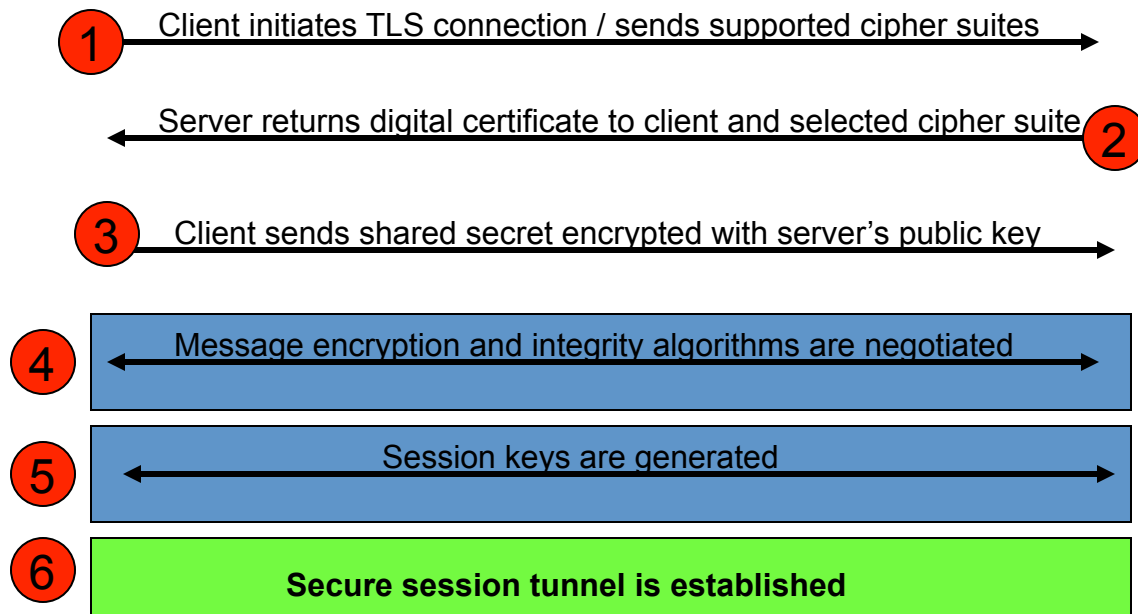 1
Client initiates TLS connection / sends supported cipher suites
Server returns digital certificate to client and selected cipher suite
2
3
Client sends shared secret encrypted with server’s public key
4
Message encryption and integrity algorithms are negotiated
5
Session keys are generated
6
Secure session tunnel is established